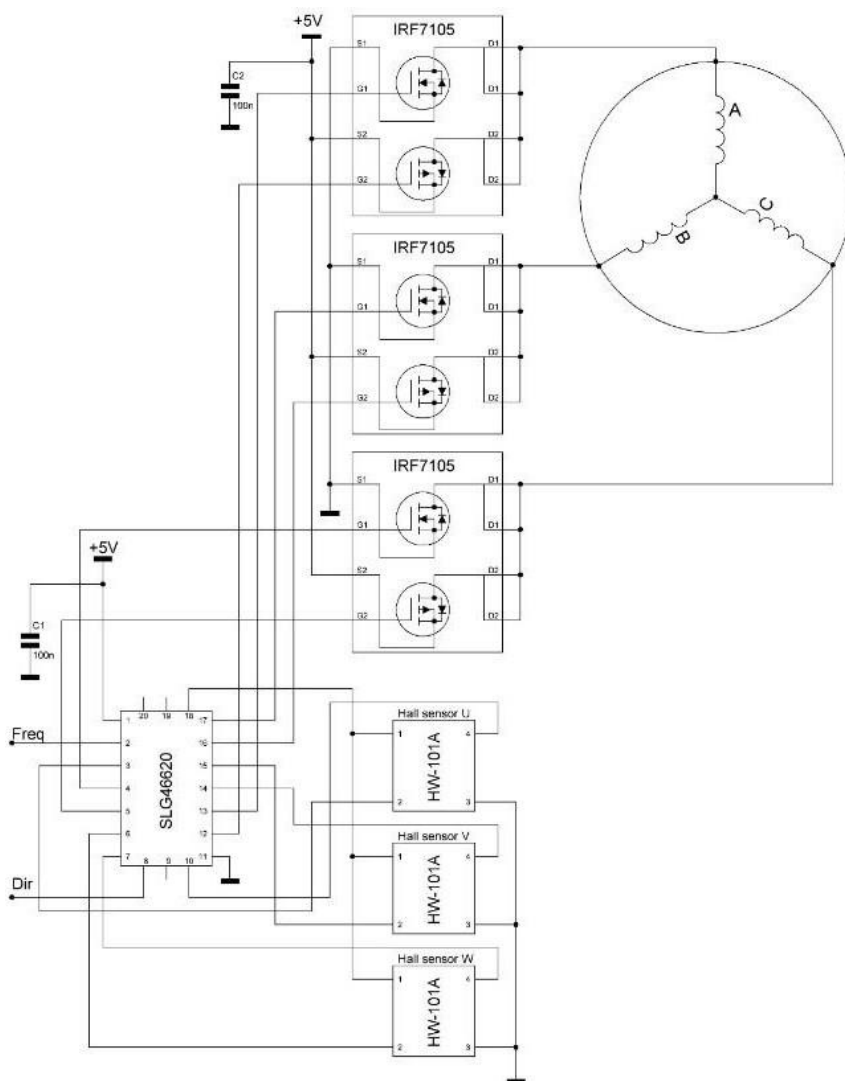 +5V
C2
100n
IRF7105
S1
D1
G1
D1
S2
D2
G2
D2
A
B
C
S1
D1
G1
D1
S2
D2
G2
D2
IRF7105
S1
D1
G1
D1
S2
D2
G2
D2
+5V
C1
100n
Freq
Dir
20 19 18
1 17
2 16
3 15
4 14
5 13
6 12
7 11
8 9 10
SLG46620
Hall sensor U
1 4
HW-101A
2 3
Hall sensor V
1 4
HW-101A
2 3
Hall sensor W
1 4
HW-101A
2 3